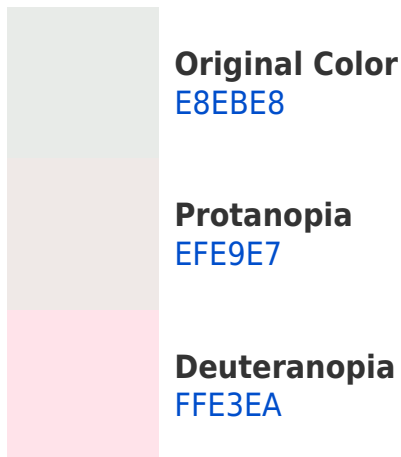 Original Color
E8EBE8
Protanopia
EFE9E7
Deuteranopia
FFE3EA